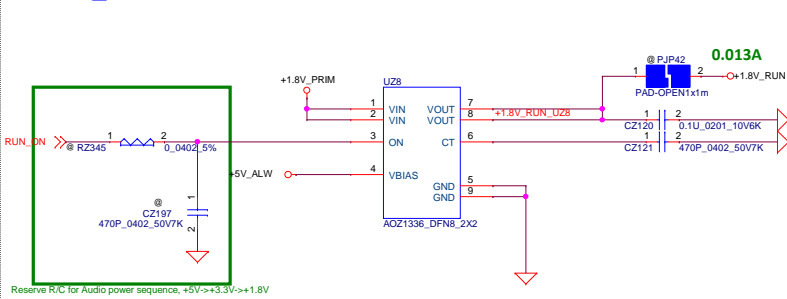 @ PJP42
0.013A
1
2
+1.8V_RUN
PAD-OPEN1x1m
+1.8V_PRIM
UZ8
1
VIN
VOUT
7
2
VIN
VOUT
8
+1.8V_RUN_UZ8
1
2
CZ120
0.1U_0201_10V6K
RUN_ON
@ RZ345
1
2
0_0402_5%
3
ON
CT
6
1
2
CZ121
470P_0402_50V7K
+5V_ALW
4
VBIAS
GND
5
GND
9
AOZ1336_DFN8_2X2
@
1
CZ197
470P_0402_50V7K
2
Reserve R/C for Audio power sequence, +5V->+3.3V->+1.8V